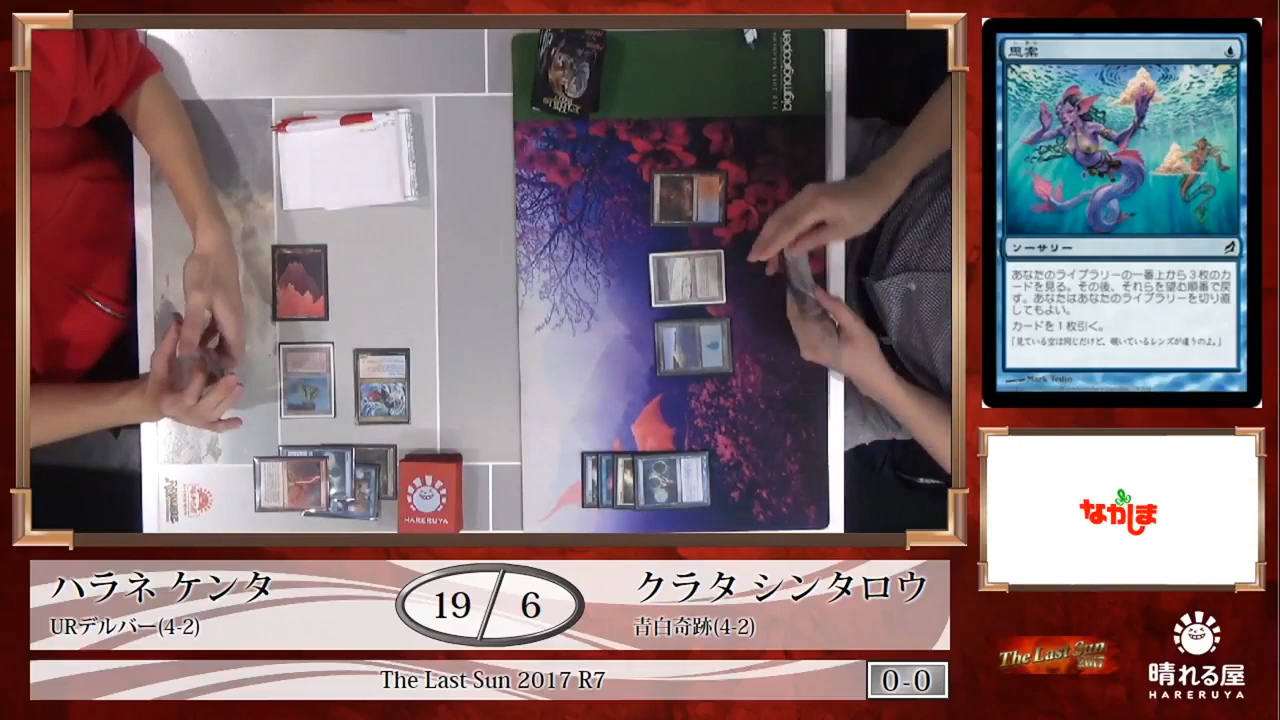 bigmagicopen
HARERUYA
思案
ソーサリー
あなたのライブラリーの一番上から3枚のカ
ードを見る。その後、それらを望む順番で戻
す。あなたはあなたのライブラリーを切り直
してもよい。
カードを1枚引く。
「見ている空は同じだけど、覗いているレンズが違うのよ。」
Mark Tedin
なかしま
ハラネ ケンタ
URデルバー(4-2)
19 / 6
クラタ シンタロウ
青白奇跡(4-2)
The Last Sun 2017 R7
0-0
The Last Sun
2017
晴れる屋
HARERUYA